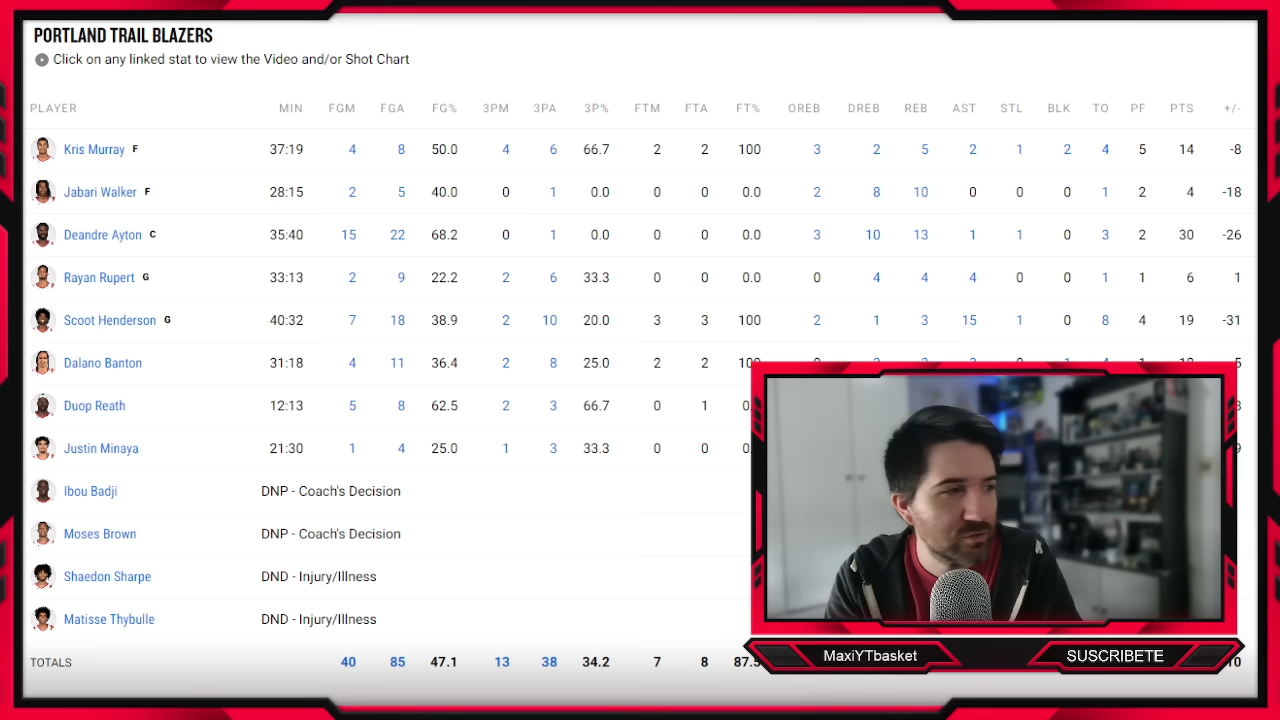 PORTLAND TRAIL BLAZERS
Click on any linked stat to view the Video and/or Shot Chart
PLAYER MIN FGM FGA FG% 3PM 3PA 3P% FTM FTA FT% OREB DREB REB AST STL BLK TO PF PTS +/-
Kris Murray F 37:19 4 8 50.0 4 6 66.7 2 2 100 3 2 5 2 1 2 4 5 14 -8
Jabari Walker F 28:15 2 5 40.0 0 1 0.0 0 0 0.0 2 8 10 0 0 0 1 2 4 -18
Deandre Ayton C 35:40 15 22 68.2 0 1 0.0 0 0 0.0 3 10 13 1 1 0 3 2 30 -26
Rayan Rupert G 33:13 2 9 22.2 2 6 33.3 0 0 0.0 0 4 4 4 0 0 1 1 6 1
Scoot Henderson G 40:32 7 18 38.9 2 10 20.0 3 3 100 2 1 3 15 1 0 8 4 19 -31
Dalano Banton 31:18 4 11 36.4 2 8 25.0 2 2 100
Duop Reath 12:13 5 8 62.5 2 3 66.7 0 1
Justin Minaya 21:30 1 4 25.0 1 3 33.3 0 0
Ibou Badji DNP - Coach's Decision
Moses Brown DNP - Coach's Decision
Shaedon Sharpe DND - Injury/Illness
Matisse Thybulle DND - Injury/Illness
TOTALS 40 85 47.1 13 38 34.2 7 8 87.5
MaxiYTbasket
SUSCRIBETE